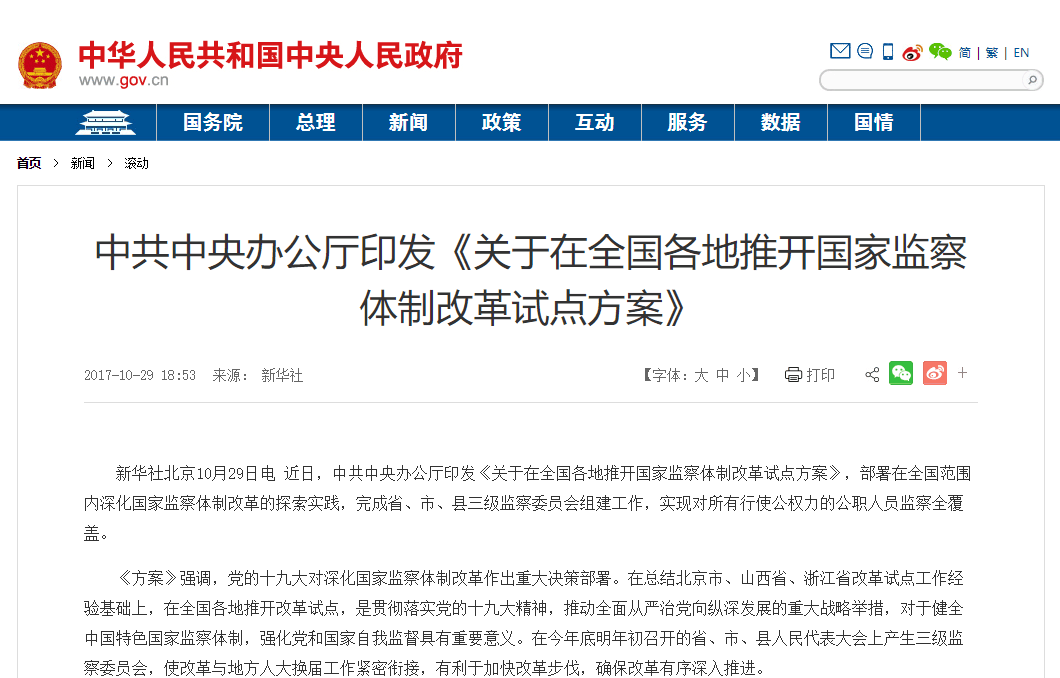 中华人民共和国中央人民政府
www.gov.cn
简 | 繁 | EN
国务院 总理 新闻 政策 互动 服务 数据 国情
首页 > 新闻 > 滚动
中共中央办公厅印发《关于在全国各地推开国家监察
体制改革试点方案》
2017-10-29 18:53 来源： 新华社 【字体：大 中 小】 打印 +
新华社北京10月29日电 近日，中共中央办公厅印发《关于在全国各地推开国家监察体制改革试点方案》，部署在全国范围
内深化国家监察体制改革的探索实践，完成省、市、县三级监察委员会组建工作，实现对所有行使公权力的公职人员监察全覆
盖。
《方案》强调，党的十九大对深化国家监察体制改革作出重大决策部署。在总结北京市、山西省、浙江省改革试点工作经
验基础上，在全国各地推开改革试点，是贯彻落实党的十九大精神，推动全面从严治党向纵深发展的重大战略举措，对于健全
中国特色国家监察体制，强化党和国家自我监督具有重要意义。在今年底明年初召开的省、市、县人民代表大会上产生三级监
察委员会，使改革与地方人大换届工作紧密衔接，有利于加快改革步伐，确保改革有序深入推进。